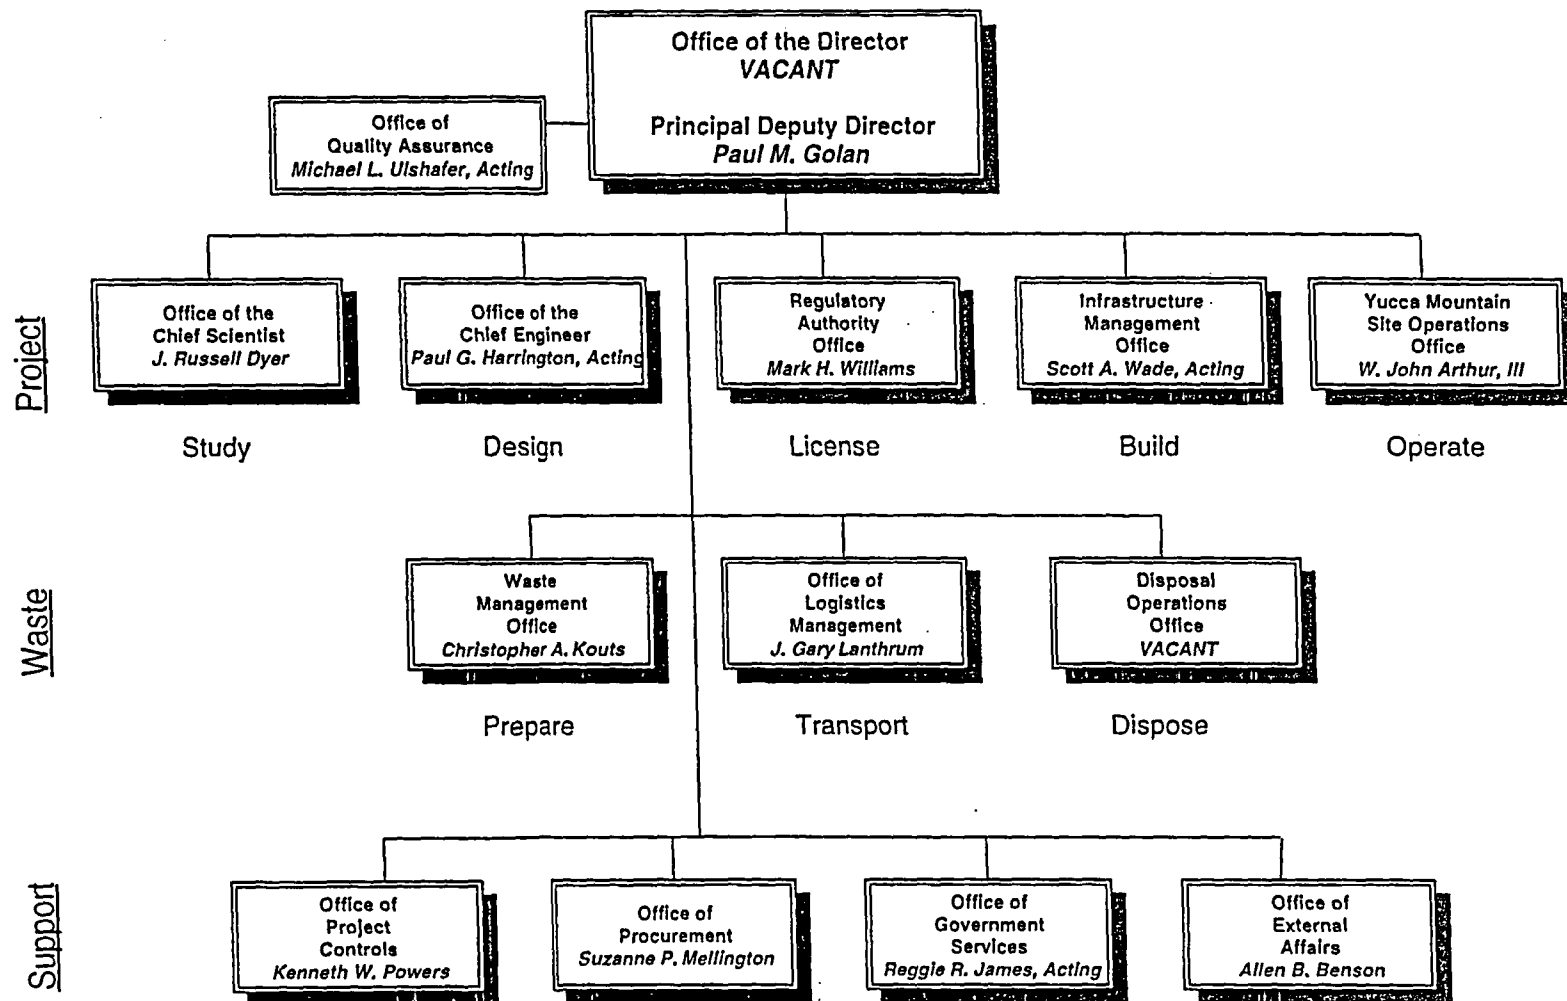 Office of the Director
VACANT
Principal Deputy Director
Paul M. Golan
Office of
Quality Assurance
Michael L. Ulshafer, Acting
Project
Office of the
Chief Scientist
J. Russell Dyer
Office of the
Chief Engineer
Paul G. Harrington, Acting
Regulatory
Authority
Office
Mark H. Williams
Infrastructure
Management
Office
Scott A. Wade, Acting
Yucca Mountain
Site Operations
Office
W. John Arthur, III
Study
Design
License
Build
Operate
Waste
Waste
Management
Office
Christopher A. Kouts
Office of
Logistics
Management
J. Gary Lanthrum
Disposal
Operations
Office
VACANT
Prepare
Transport
Dispose
Support
Office of
Project
Controls
Kenneth W. Powers
Office of
Procurement
Suzanne P. Mellington
Office of
Government
Services
Reggie R. James, Acting
Office of
External
Affairs
Allen B. Benson